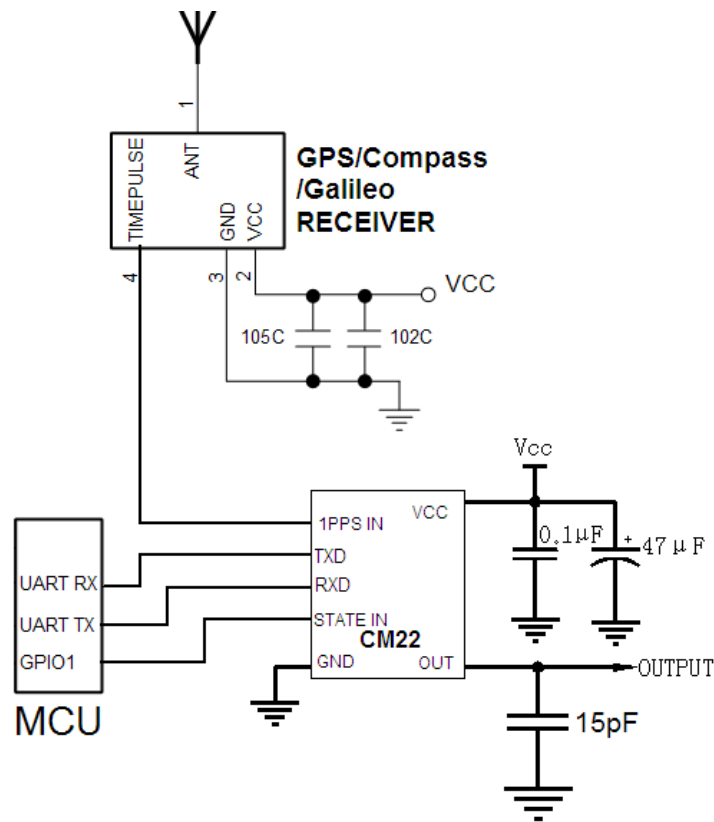 1
TIMEPULSE
ANT
GND
VCC
GPS/Compass
/Galileo
RECEIVER
4
3
2
VCC
105C
102C
Vcc
1PPS IN
VCC
0.1μF
+
47μF
TXD
UART RX
RXD
UART TX
STATE IN
CM22
GPIO1
GND
OUT
OUTPUT
MCU
15pF